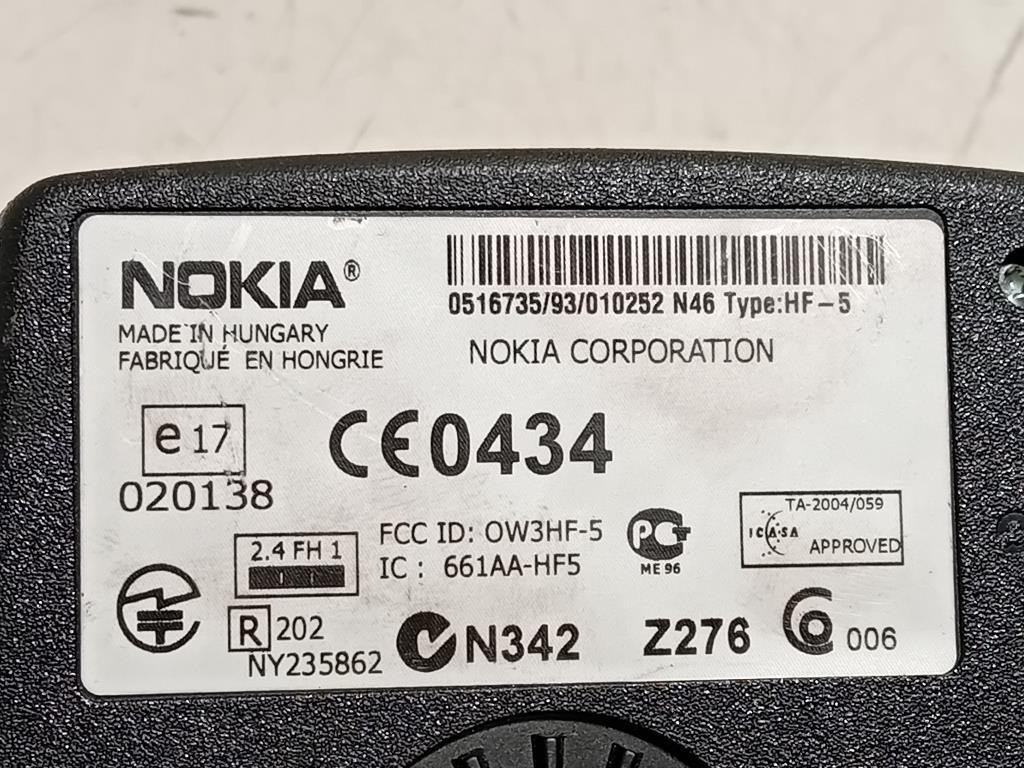 NOKIA®
MADE IN HUNGARY
FABRIQUÉ EN HONGRIE
0516735/93/010252 N46 Type:HF-5
NOKIA CORPORATION
e17
020138
CE0434
2.4 FH 1
FCC ID: OW3HF-5
IC : 661AA-HF5
PCT
ME 96
TA-2004/059
ICASA
APPROVED
R 202
NY235862
N342
Z276
006